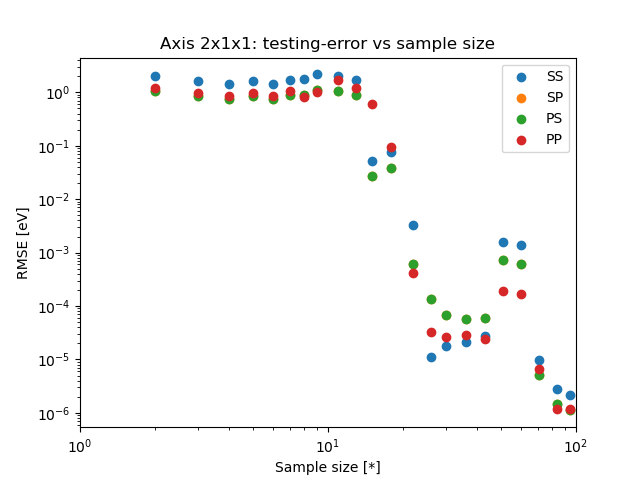 Axis 2x1x1: testing-error vs sample size
SS
SP
PS
PP
10^0
10^-1
10^-2
10^-3
10^-4
10^-5
10^-6
RMSE [eV]
10^0
10^1
10^2
Sample size [*]